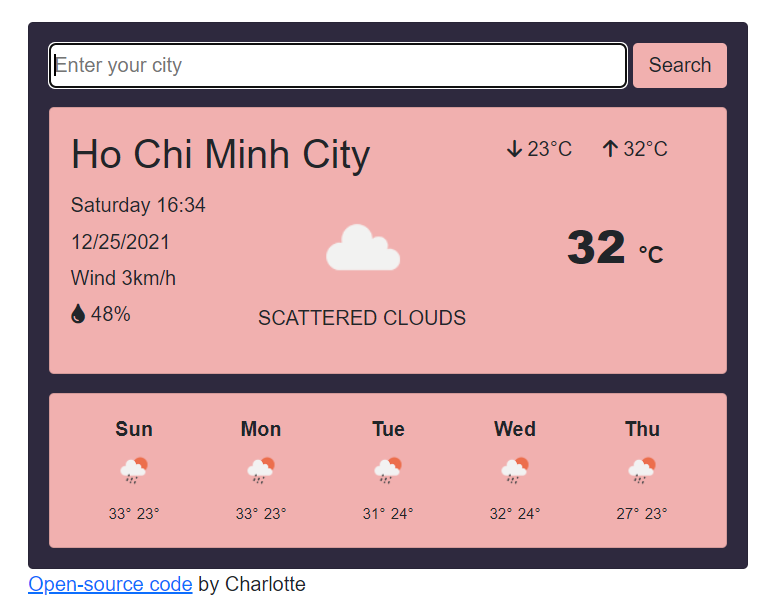 Enter your city
Search
Ho Chi Minh City
↓ 23°C ↑ 32°C
Saturday 16:34
12/25/2021
Wind 3km/h
48%
32 °C
SCATTERED CLOUDS
Sun Mon Tue Wed Thu
33° 23° 33° 23° 31° 24° 32° 24° 27° 23°
Open-source code by Charlotte